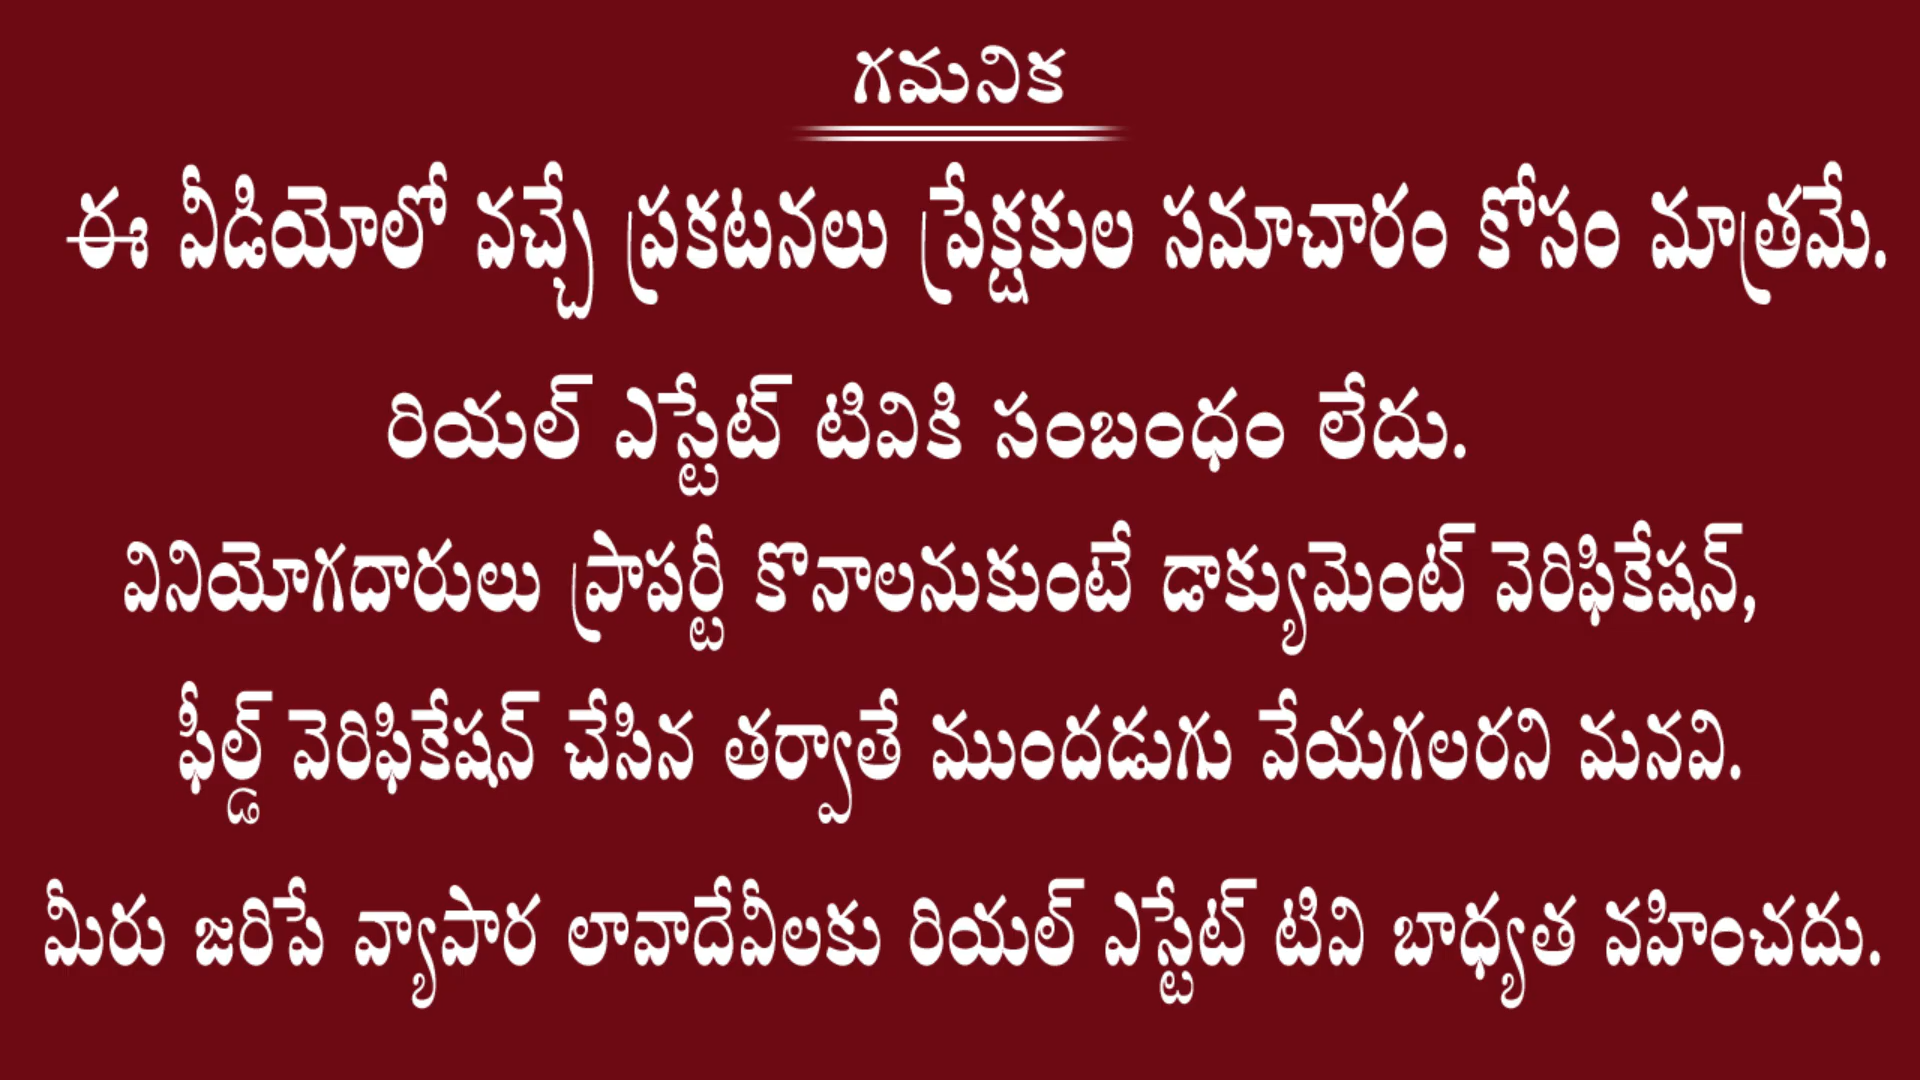 గమనిక
ఈ వీడియోలో వచ్చే ప్రకటనలు ప్రేక్షకుల సమాచారం కోసం మాత్రమే.
రియల్ ఎస్టేట్ టివికి సంబంధం లేదు.
వినియోగదారులు ప్రాపర్టీ కొనాలనుకుంటే డాక్యుమెంట్ వెరిఫికేషన్,
ఫీల్డ్ వెరిఫికేషన్ చేసిన తర్వాతే ముందడుగు వేయగలరని మనవి.
మీరు జరిపే వ్యాపార లావాదేవీలకు రియల్ ఎస్టేట్ టివి బాధ్యత వహించదు.